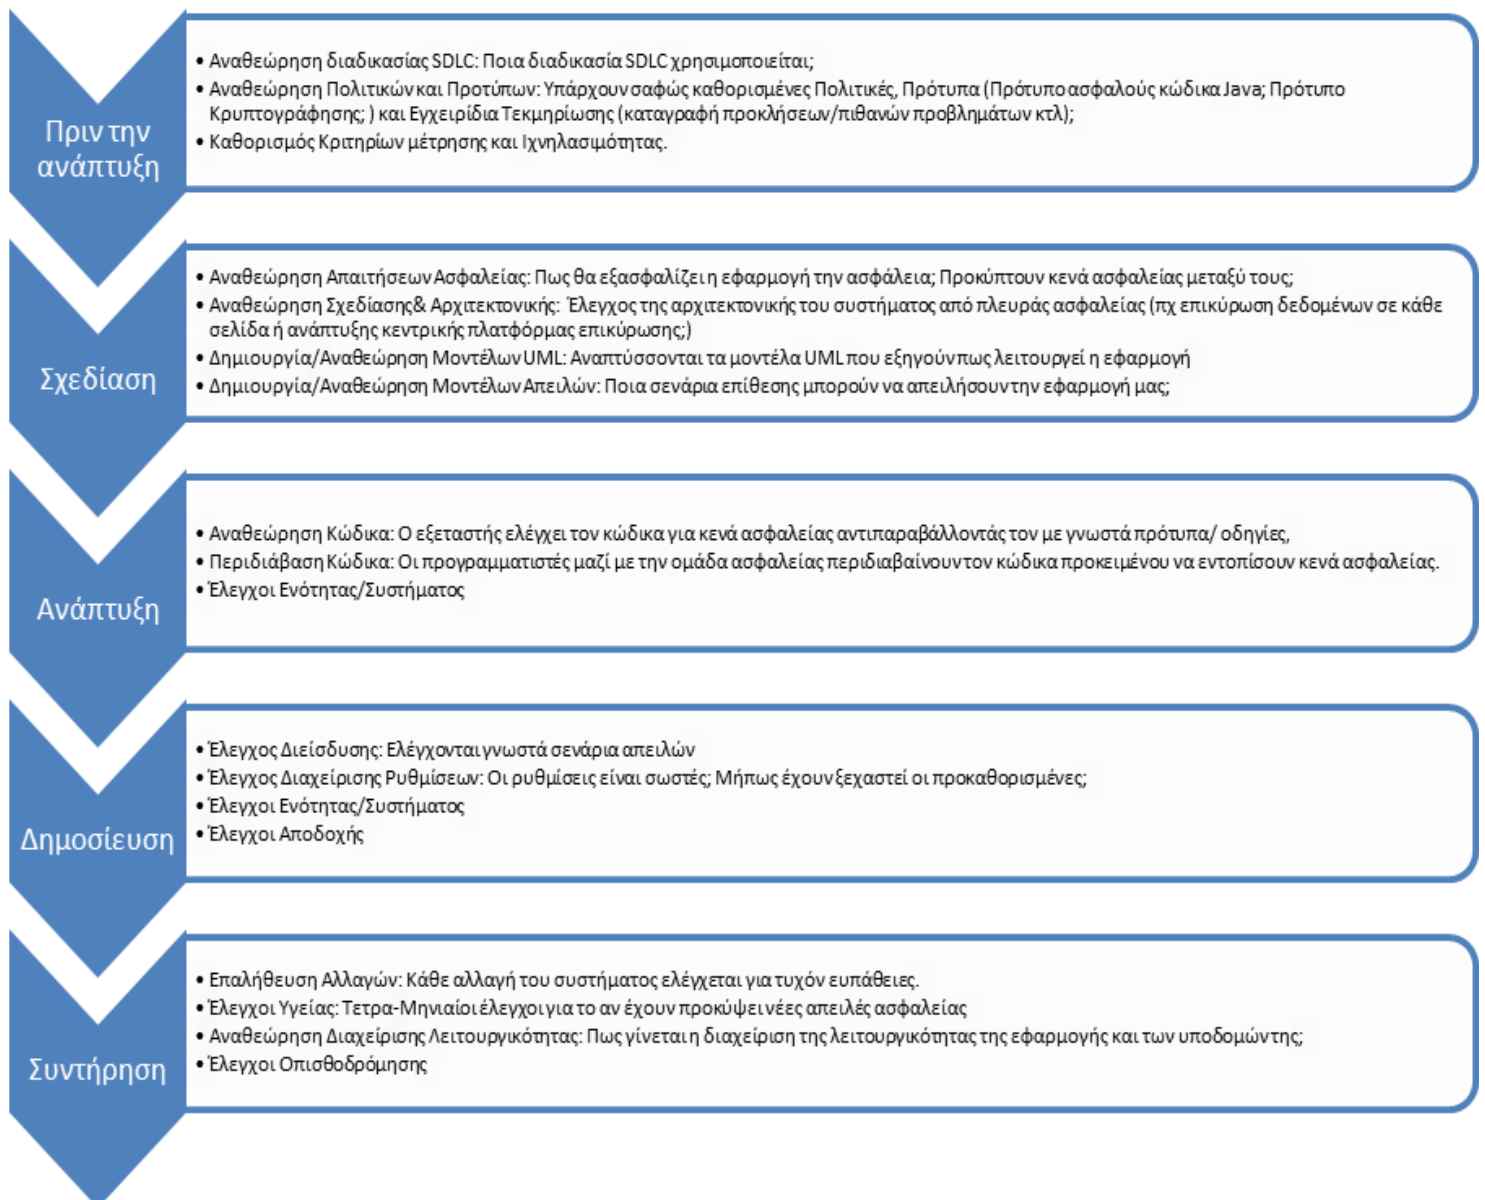 Πριν την
ανάπτυξη
• Αναθεώρηση διαδικασίας SDLC: Ποια διαδικασία SDLC χρησιμοποιείται;
• Αναθεώρηση Πολιτικών και Προτύπων: Υπάρχουν σαφώς καθορισμένες Πολιτικές, Πρότυπα (Πρότυπο ασφαλούς κώδικα Java; Πρότυπο
Κρυπτογράφησης; ) και Εγχειρίδια Τεκμηρίωσης (καταγραφή προκλήσεων/πιθανών προβλημάτων κτλ);
• Καθορισμός Κριτηρίων μέτρησης και Ιχνηλασιμότητας.
Σχεδίαση
• Αναθεώρηση Απαιτήσεων Ασφαλείας: Πως θα εξασφαλίζει η εφαρμογή την ασφάλεια; Προκύπτουν κενά ασφαλείας μεταξύ τους;
• Αναθεώρηση Σχεδίασης& Αρχιτεκτονικής: Έλεγχος της αρχιτεκτονικής του συστήματος από πλευράς ασφαλείας (πχ επικύρωση δεδομένων σε κάθε
σελίδα ή ανάπτυξης κεντρικής πλατφόρμας επικύρωσης;)
• Δημιουργία/Αναθεώρηση Μοντέλων UML: Αναπτύσσονται τα μοντέλα UML που εξηγούν πως λειτουργεί η εφαρμογή
• Δημιουργία/Αναθεώρηση Μοντέλων Απειλών: Ποια σενάρια επίθεσης μπορούν να απειλήσουν την εφαρμογή μας;
Ανάπτυξη
• Αναθεώρηση Κώδικα: Ο εξεταστής ελέγχει τον κώδικα για κενά ασφαλείας αντιπαραβάλλοντάς τον με γνωστά πρότυπα/ οδηγίες,
• Περιδιάβαση Κώδικα: Οι προγραμματιστές μαζί με την ομάδα ασφαλείας περιδιαβαίνουν τον κώδικα προκειμένου να εντοπίσουν κενά ασφαλείας.
• Έλεγχοι Ενότητας/Συστήματος
Δημοσίευση
• Έλεγχος Διείσδυσης: Ελέγχονται γνωστά σενάρια απειλών
• Έλεγχος Διαχείρισης Ρυθμίσεων: Οι ρυθμίσεις είναι σωστές; Μήπως έχουν ξεχαστεί οι προκαθορισμένες;
• Έλεγχοι Ενότητας/Συστήματος
• Έλεγχοι Αποδοχής
Συντήρηση
• Επαλήθευση Αλλαγών: Κάθε αλλαγή του συστήματος ελέγχεται για τυχόν ευπάθειες.
• Έλεγχοι Υγείας: Τετρα-Μηνιαίοι έλεγχοι για το αν έχουν προκύψει νέες απειλές ασφαλείας
• Αναθεώρηση Διαχείρισης Λειτουργικότητας: Πως γίνεται η διαχείριση της λειτουργικότητας της εφαρμογής και των υποδομών της;
• Έλεγχοι Οπισθοδρόμησης